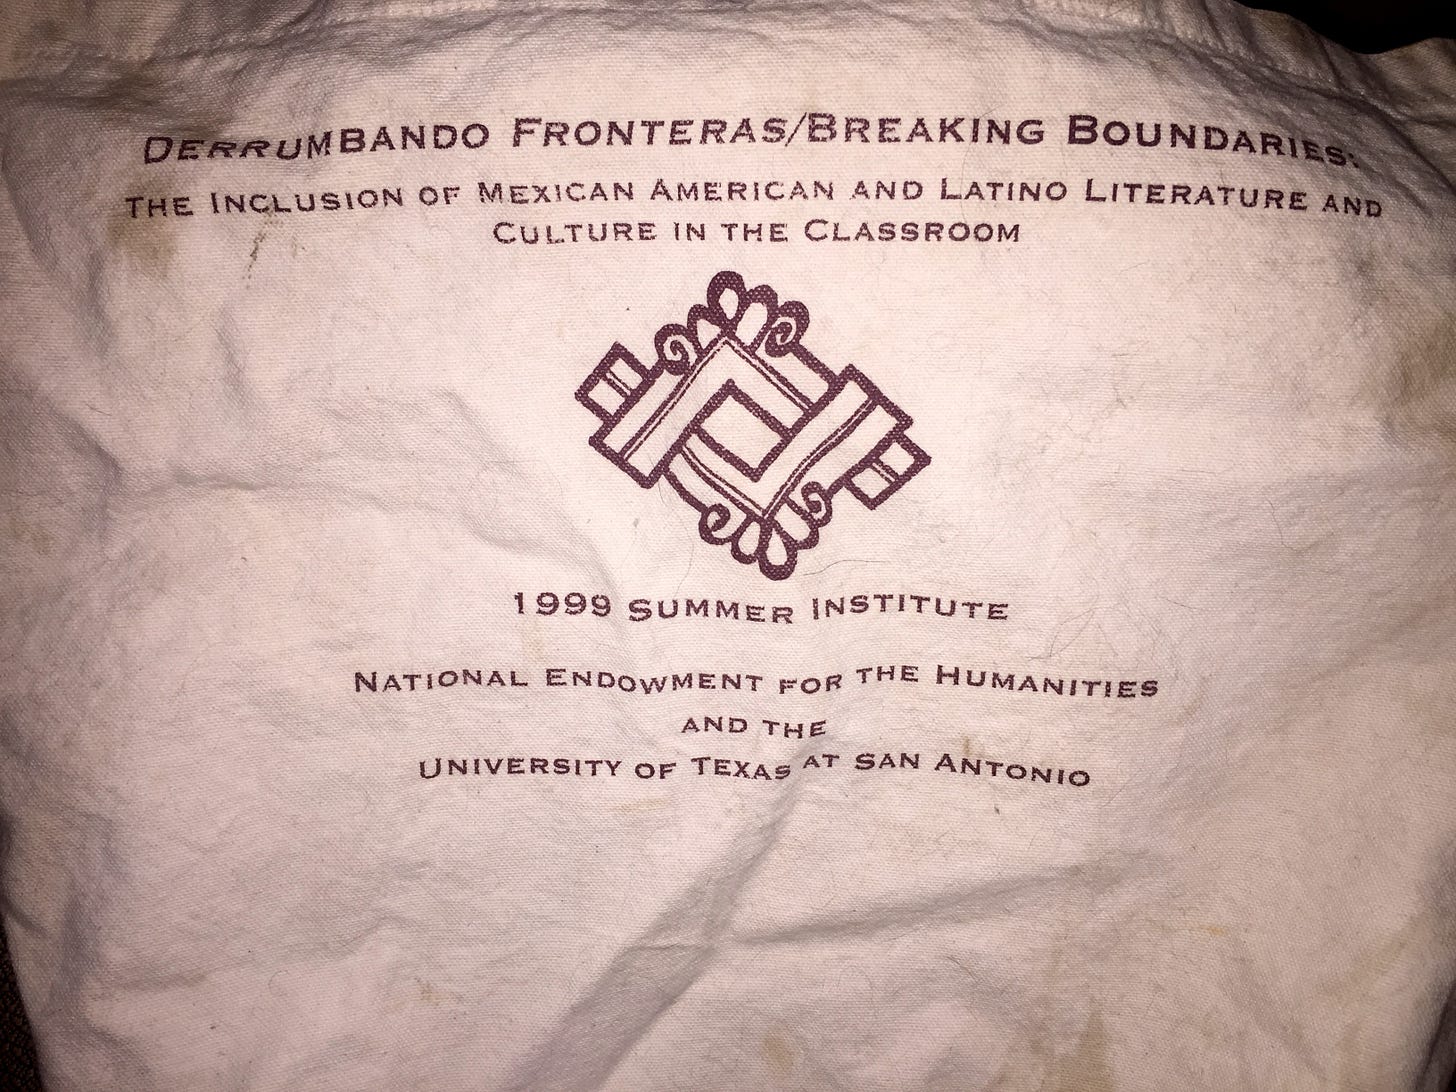 DERRUMBANDO FRONTERAS/BREAKING BOUNDARIES:
THE INCLUSION OF MEXICAN AMERICAN AND LATINO LITERATURE AND
CULTURE IN THE CLASSROOM
1999 SUMMER INSTITUTE
NATIONAL ENDOWMENT FOR THE HUMANITIES
AND THE
UNIVERSITY OF TEXAS AT SAN ANTONIO